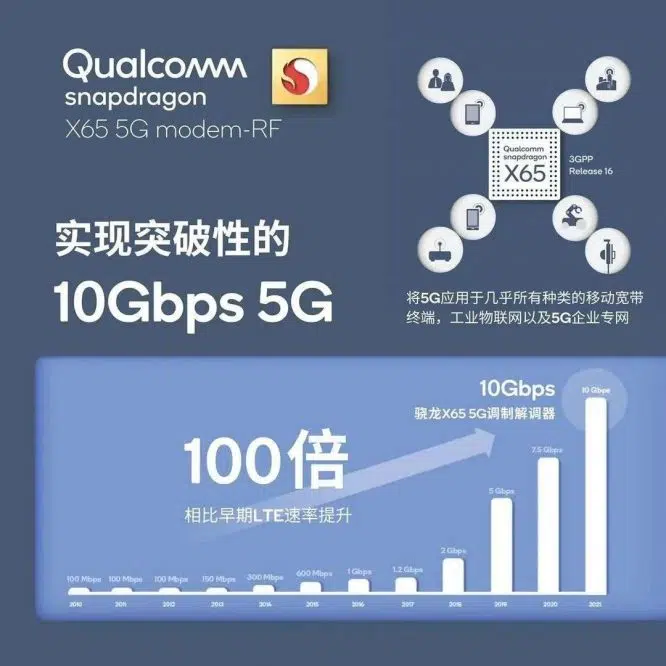 Qualcomm
snapdragon
X65 5G modem-RF
Qualcomm
snapdragon
X65
3GPP
Release 16
实现突破性的
10Gbps 5G
将5G应用于几乎所有种类的移动宽带
终端，工业物联网以及5G企业专网
10Gbps
骁龙X65 5G调制解调器
100倍
相比早期LTE速率提升
100 Mbps
100 Mbps
100 Mbps
150 Mbps
300 Mbps
600 Mbps
1 Gbps
1.2 Gbps
2 Gbps
5 Gbps
7.5 Gbps
10 Gbps
2010
2011
2012
2013
2014
2015
2016
2017
2018
2019
2020
2021